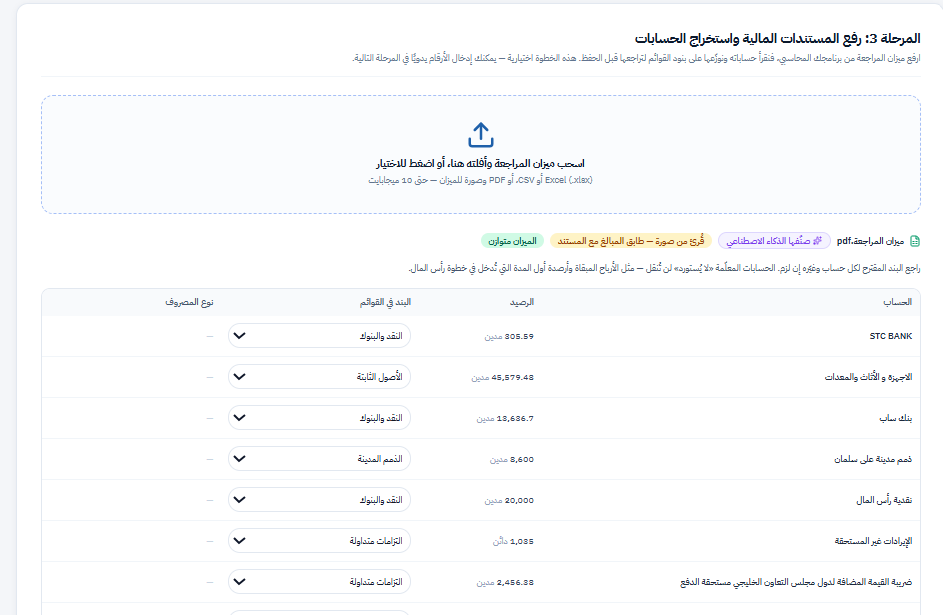 المرحلة 3: رفع المستندات المالية واستخراج الحسابات
ارفع ميزان المراجعة من برنامجك المحاسبي، فنقرأ حساباته ونوزّعها على بنود القوائم لتراجعها قبل الحفظ. هذه الخطوة اختيارية — يمكنك إدخال الأرقام يدويًا في المرحلة التالية.
اسحب ميزان المراجعة وأفلته هنا، أو اضغط للاختيار
Excel (.xlsx) أو CSV، أو PDF وصورة للميزان — حتى 10 ميجابايت
ميزان المراجعة.pdf صنّفها الذكاء الاصطناعي قُرئ من صورة — طابق المبالغ مع المستند الميزان متوازن
راجع البند المقترح لكل حساب وغيّره إن لزم. الحسابات المعلّمة «لا يُستورد» لن تُنقل — مثل الأرباح المبقاة وأرصدة أول المدة التي تُدخل في خطوة رأس المال.
الحساب الرصيد البند في القوائم نوع المصروف
STC BANK 305.59 مدين النقد والبنوك —
الاجهزة و الأثاث والمعدات 45,579.48 مدين الأصول الثابتة —
بنك ساب 13,636.7 مدين النقد والبنوك —
ذمم مدينة على سلمان 8,600 مدين الذمم المدينة —
نقدية رأس المال 20,000 مدين النقد والبنوك —
الإيرادات غير المستحقة 1,035 دائن التزامات متداولة —
ضريبة القيمة المضافة لدول مجلس التعاون الخليجي مستحقة الدفع 2,456.38 مدين التزامات متداولة —